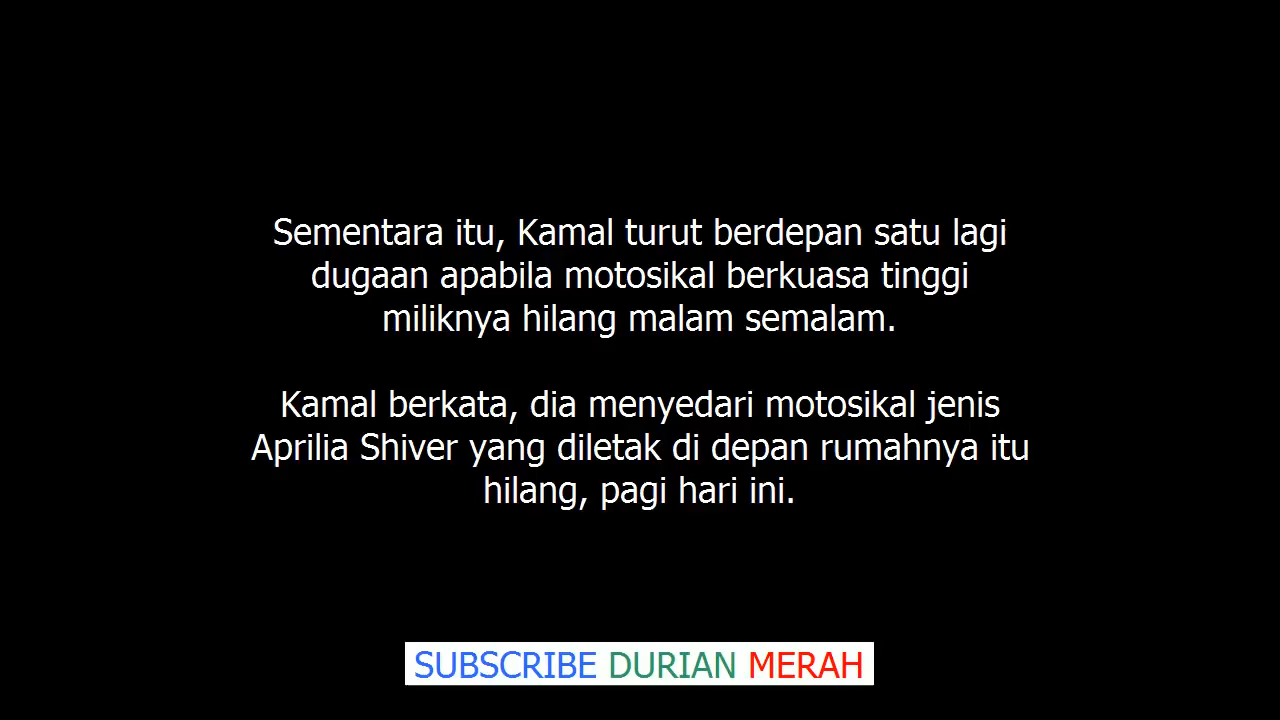 Sementara itu, Kamal turut berdepan satu lagi
dugaan apabila motosikal berkuasa tinggi
miliknya hilang malam semalam.
Kamal berkata, dia menyedari motosikal jenis
Aprilia Shiver yang diletak di depan rumahnya itu
hilang, pagi hari ini.
SUBSCRIBE DURIAN MERAH